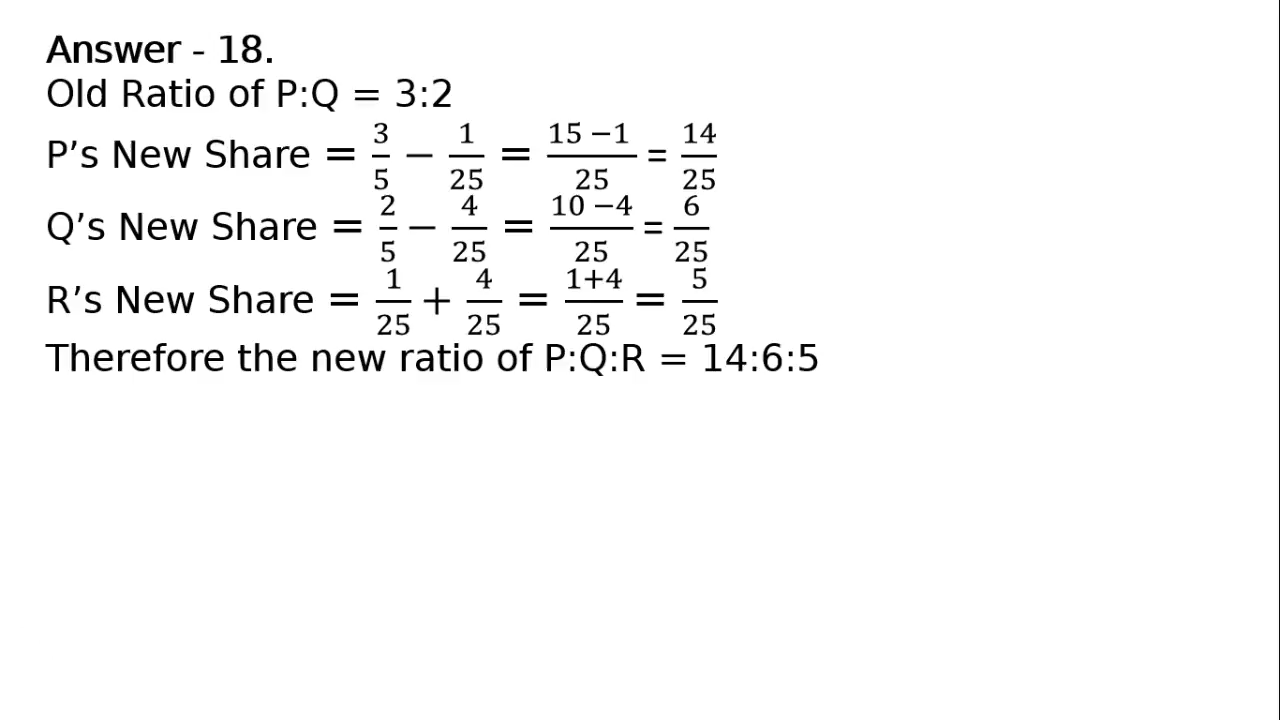 Answer - 18.
Old Ratio of P:Q = 3:2
P’s New Share = 3/5 − 1/25 = 15 −1/25 = 14/25
Q’s New Share = 2/5 − 4/25 = 10 −4/25 = 6/25
R’s New Share = 1/25 + 4/25 = 1+4/25 = 5/25
Therefore the new ratio of P:Q:R = 14:6:5